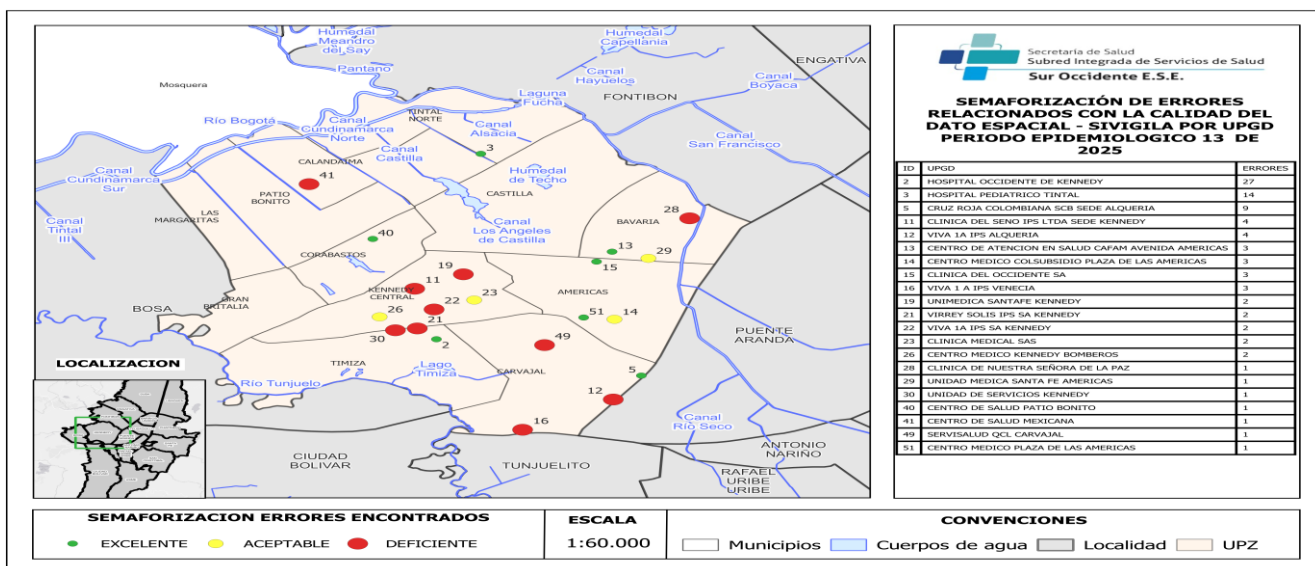 Humedal
Meandro
del Say
Pantano
Mosquera
Humedal
Capellania
Canal
Hayuelos
ENGATIVA
Canal
Boyaca
FONTIBON
Laguna
Fucha
Río Bogotá
Canal
Cundinamarca
Norte
TINTAL
NORTE
Canal
Alsacia
3
Canal
San Francisco
CALANDAIMA
Canal
Castilla
41
Canal
Cundinamarca
Sur
PATIO
BONITO
Humedal
de Techo
CASTILLA
LAS
MARGARITAS
Canal
Tintal
III
Canal
Los Angeles
de Castilla
BAVARIA
28
40
13
29
15
CORABASTOS
19
11
KENNEDY
CENTRAL
AMERICAS
GRAN
BRITALIA
BOSA
26
22
23
51
14
21
30
2
49
PUENTE
ARANDA
TIMIZA
Lago
Timiza
CARVAJAL
5
Río Tunjuelo
12
16
Canal
Río Seco
CIUDAD
BOLIVAR
TUNJUELITO
ANTONIO
NARIÑO
RAFAEL
URIBE
URIBE
LOCALIZACION
Secretaria de Salud
Subred Integrada de Servicios de Salud
Sur Occidente E.S.E.
SEMAFORIZACIÓN DE ERRORES
RELACIONADOS CON LA CALIDAD DEL
DATO ESPACIAL - SIVIGILA POR UPGD
PERIODO EPIDEMIOLOGICO 13 DE
2025
ID UPGD ERRORES
2 HOSPITAL OCCIDENTE DE KENNEDY 27
3 HOSPITAL PEDIATRICO TINTAL 14
5 CRUZ ROJA COLOMBIANA SCB SEDE ALQUERIA 9
11 CLINICA DEL SENO IPS LTDA SEDE KENNEDY 4
12 VIVA 1A IPS ALQUERIA 4
13 CENTRO DE ATENCION EN SALUD CAFAM AVENIDA AMERICAS 3
14 CENTRO MEDICO COLSUBSIDIO PLAZA DE LAS AMERICAS 3
15 CLINICA DEL OCCIDENTE SA 3
16 VIVA 1 A IPS VENECIA 3
19 UNIMEDICA SANTAFE KENNEDY 2
21 VIRREY SOLIS IPS SA KENNEDY 2
22 VIVA 1A IPS SA KENNEDY 2
23 CLINICA MEDICAL SAS 2
26 CENTRO MEDICO KENNEDY BOMBEROS 2
28 CLINICA DE NUESTRA SEÑORA DE LA PAZ 1
29 UNIDAD MEDICA SANTA FE AMERICAS 1
30 UNIDAD DE SERVICIOS KENNEDY 1
40 CENTRO DE SALUD PATIO BONITO 1
41 CENTRO DE SALUD MEXICANA 1
49 SERVISALUD QCL CARVAJAL 1
51 CENTRO MEDICO PLAZA DE LAS AMERICAS 1
SEMAFORIZACION ERRORES ENCONTRADOS
EXCELENTE ACEPTABLE DEFICIENTE
ESCALA
1:60.000
CONVENCIONES
Municipios Cuerpos de agua Localidad UPZ